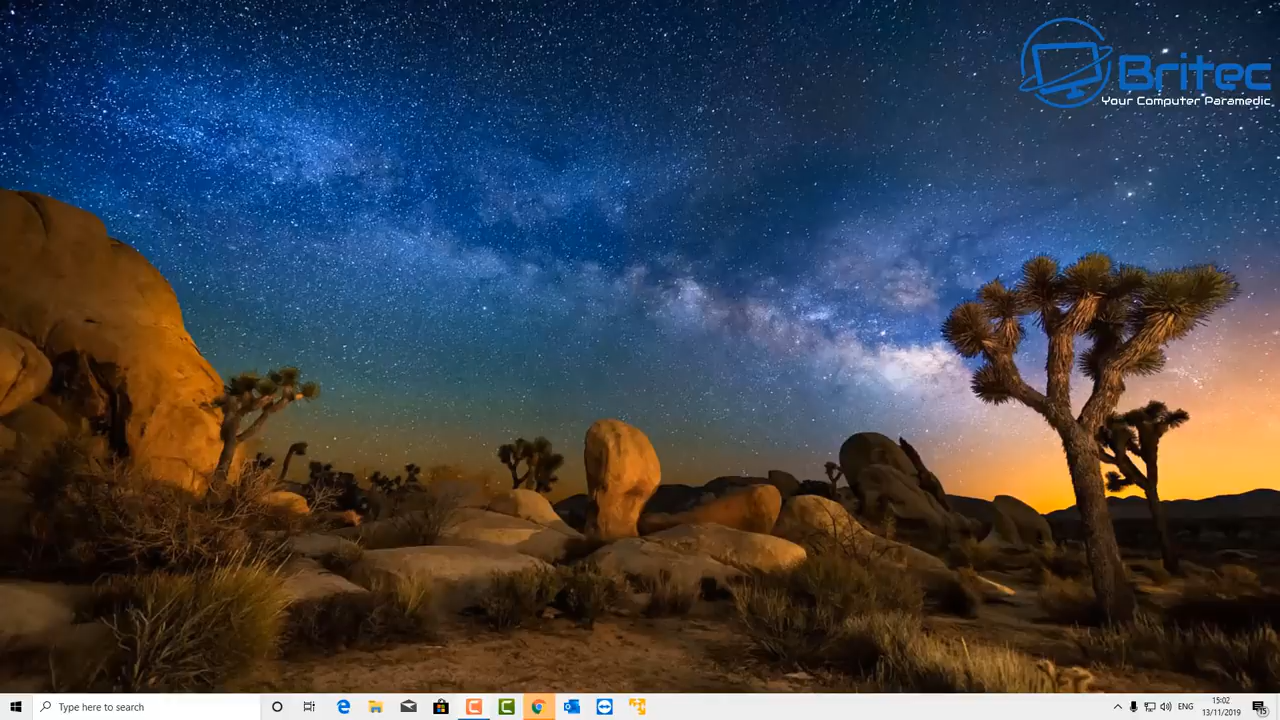 Britec
Your Computer Paramedic
Type here to search
ENG
15:02
13/11/2019
15